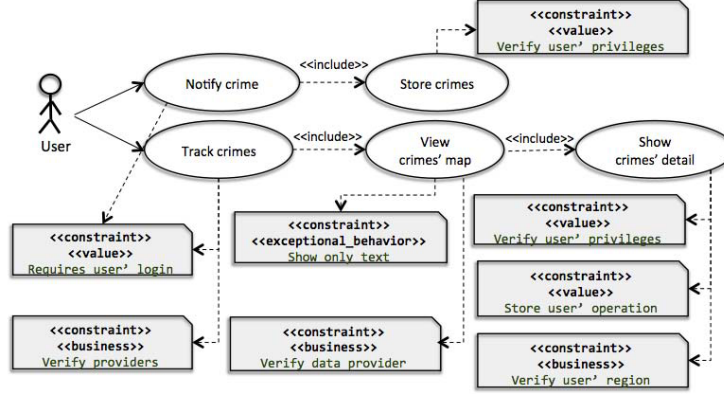 <<constraint>>
<<value>>
Verify user' privileges
<<include>>
Notify crime
Store crimes
User
<<include>>
<<include>>
Track crimes
View
crimes' map
Show
crimes' detail
<<constraint>>
<<value>>
Requires user' login
<<constraint>>
<<exceptional_behavior>>
Show only text
<<constraint>>
<<value>>
Verify user' privileges
<<constraint>>
<<value>>
Store user' operation
<<constraint>>
<<business>>
Verify providers
<<constraint>>
<<business>>
Verify data provider
<<constraint>>
<<business>>
Verify user' region